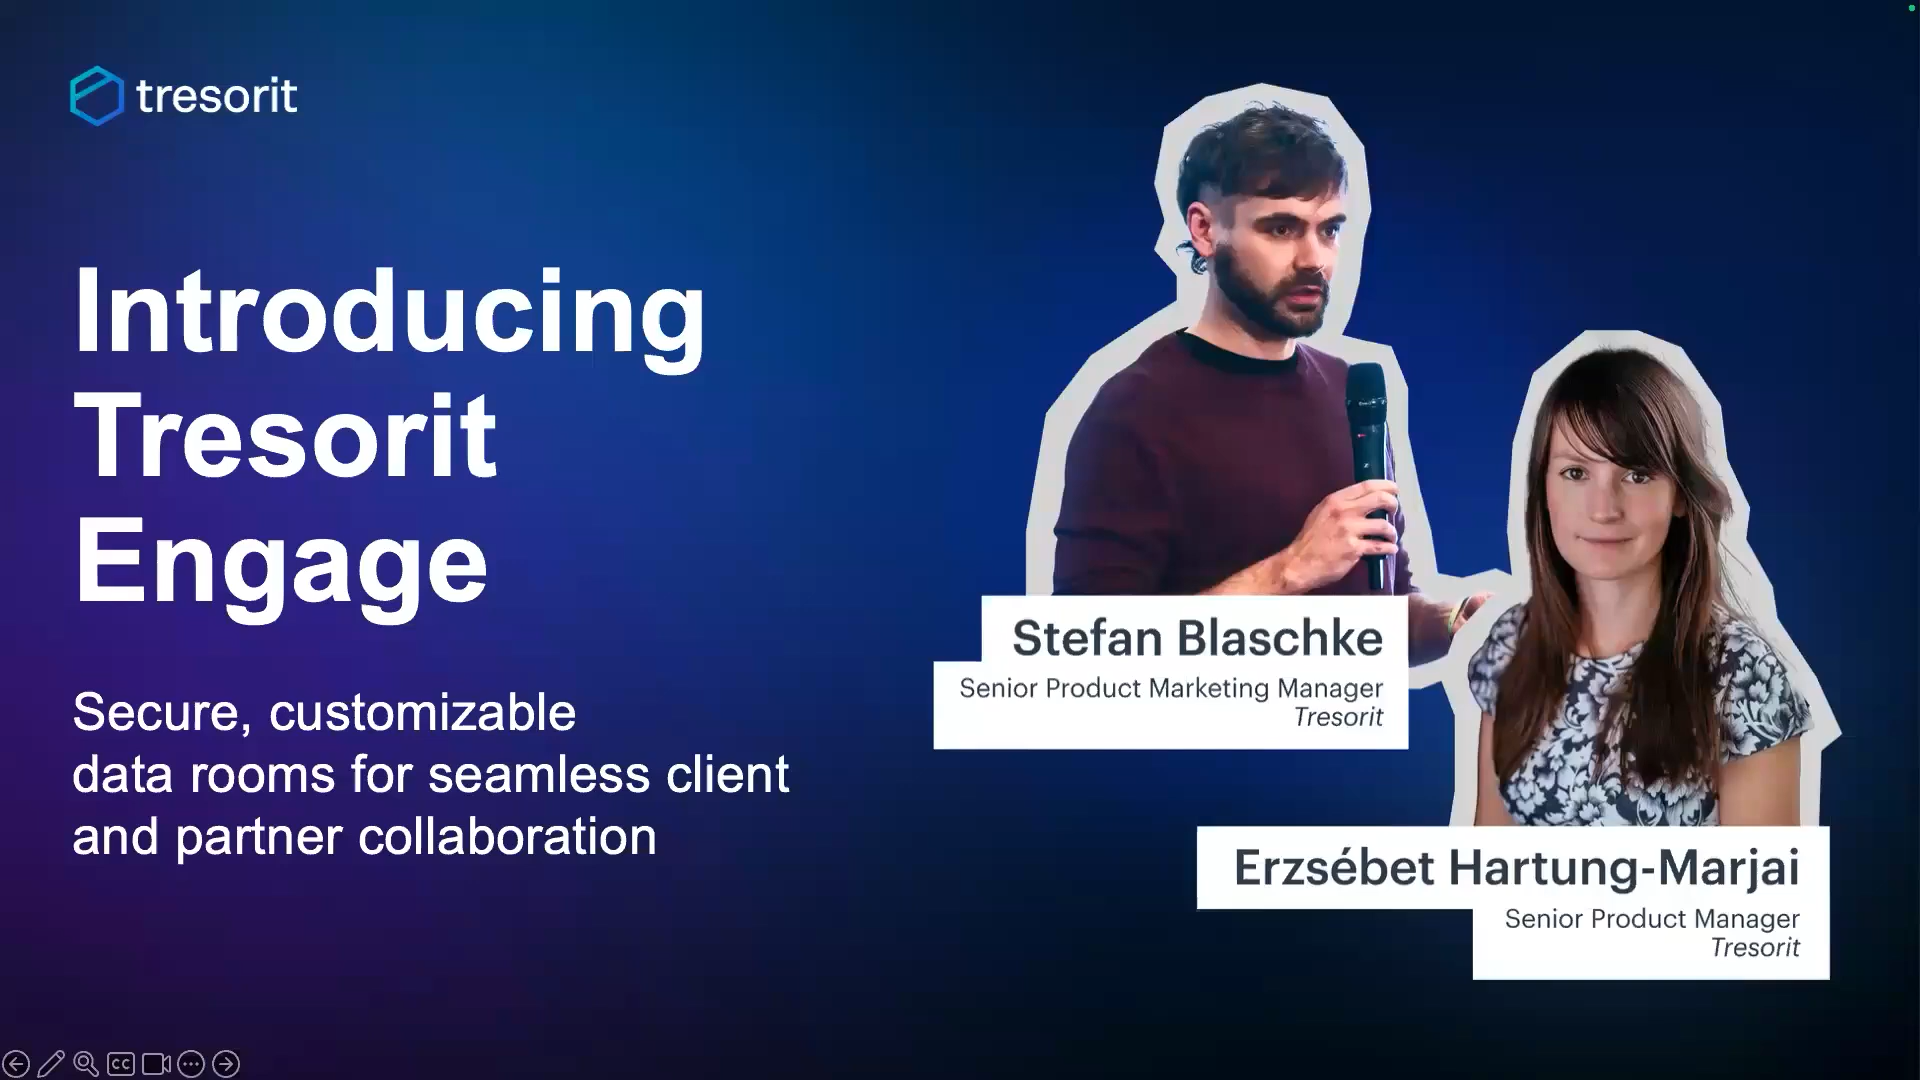 tresorit
Introducing
Tresorit
Engage
Secure, customizable
data rooms for seamless client
and partner collaboration
Stefan Blaschke
Senior Product Marketing Manager
Tresorit
Erzsébet Hartung-Marjai
Senior Product Manager
Tresorit
CC